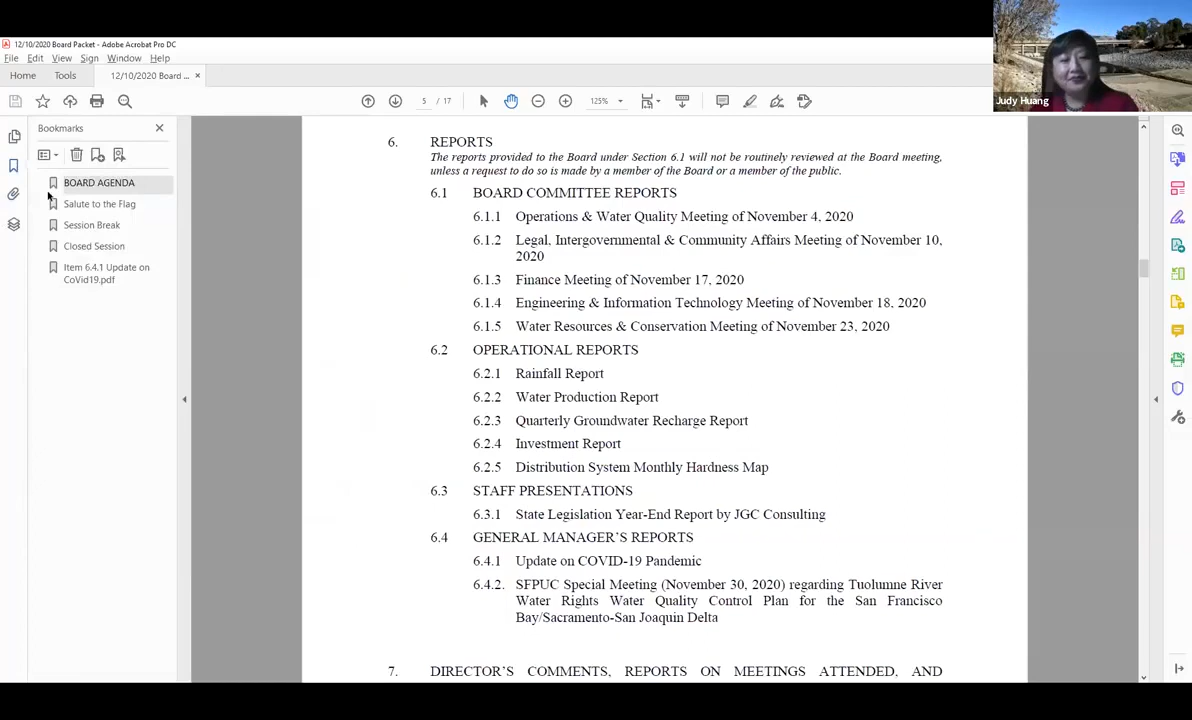 12/10/2020 Board Packet - Adobe Acrobat Pro DC
File Edit View Sign Window Help
Home Tools 12/10/2020 Board ... ×
5 / 17 125%
Judy Huang
Bookmarks
BOARD AGENDA
Salute to the Flag
Session Break
Closed Session
Item 6.4.1 Update on
CoVid19.pdf
6. REPORTS
The reports provided to the Board under Section 6.1 will not be routinely reviewed at the Board meeting,
unless a request to do so is made by a member of the Board or a member of the public.
6.1 BOARD COMMITTEE REPORTS
6.1.1 Operations & Water Quality Meeting of November 4, 2020
6.1.2 Legal, Intergovernmental & Community Affairs Meeting of November 10,
2020
6.1.3 Finance Meeting of November 17, 2020
6.1.4 Engineering & Information Technology Meeting of November 18, 2020
6.1.5 Water Resources & Conservation Meeting of November 23, 2020
6.2 OPERATIONAL REPORTS
6.2.1 Rainfall Report
6.2.2 Water Production Report
6.2.3 Quarterly Groundwater Recharge Report
6.2.4 Investment Report
6.2.5 Distribution System Monthly Hardness Map
6.3 STAFF PRESENTATIONS
6.3.1 State Legislation Year-End Report by JGC Consulting
6.4 GENERAL MANAGER'S REPORTS
6.4.1 Update on COVID-19 Pandemic
6.4.2. SFPUC Special Meeting (November 30, 2020) regarding Tuolumne River
Water Rights Water Quality Control Plan for the San Francisco
Bay/Sacramento-San Joaquin Delta
7. DIRECTOR'S COMMENTS, REPORTS ON MEETINGS ATTENDED, AND